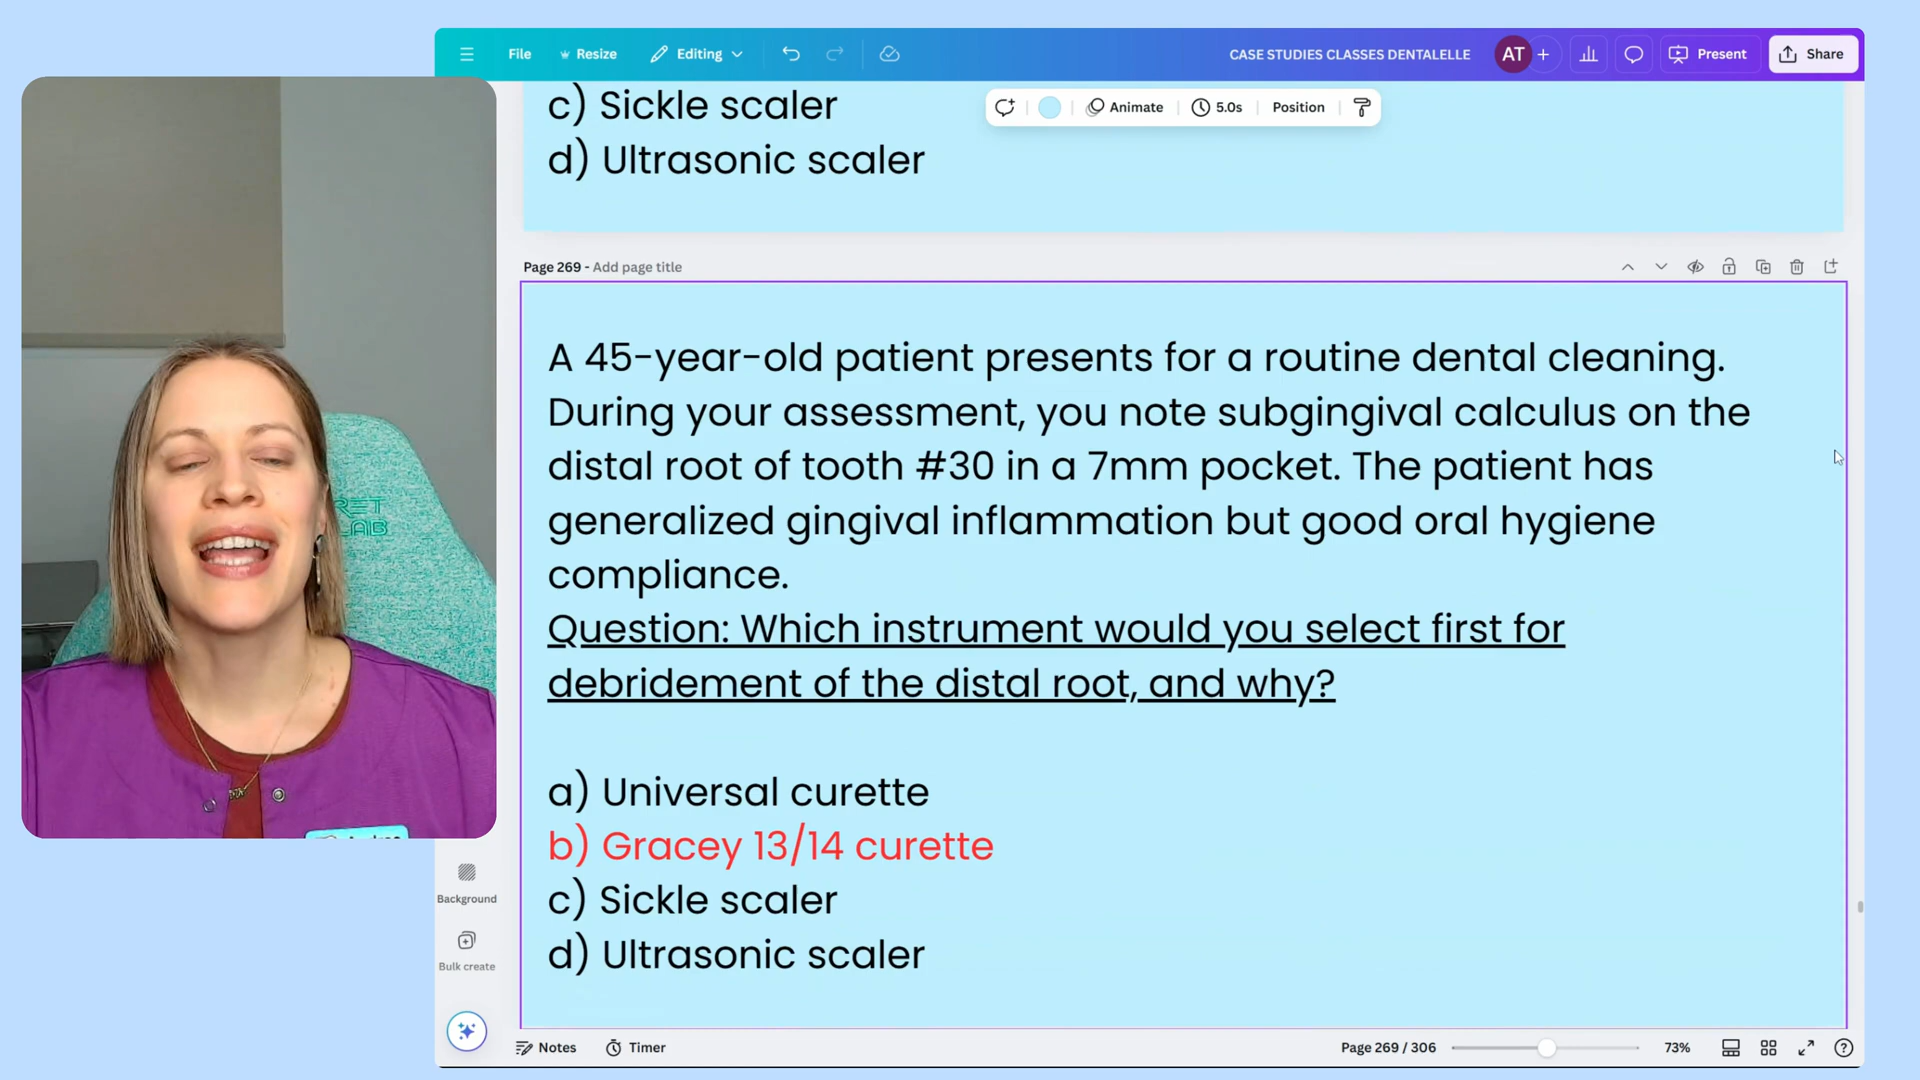 File
Resize
Editing
CASE STUDIES CLASSES DENTALELLE
AT
Present
Share
c) Sickle scaler
Animate
5.0s
Position
d) Ultrasonic scaler
Page 269 - Add page title
A 45-year-old patient presents for a routine dental cleaning.
During your assessment, you note subgingival calculus on the
distal root of tooth #30 in a 7mm pocket. The patient has
generalized gingival inflammation but good oral hygiene
compliance.
Question: Which instrument would you select first for
debridement of the distal root, and why?
a) Universal curette
b) Gracey 13/14 curette
c) Sickle scaler
d) Ultrasonic scaler
Background
Bulk create
Notes
Timer
Page 269 / 306
73%